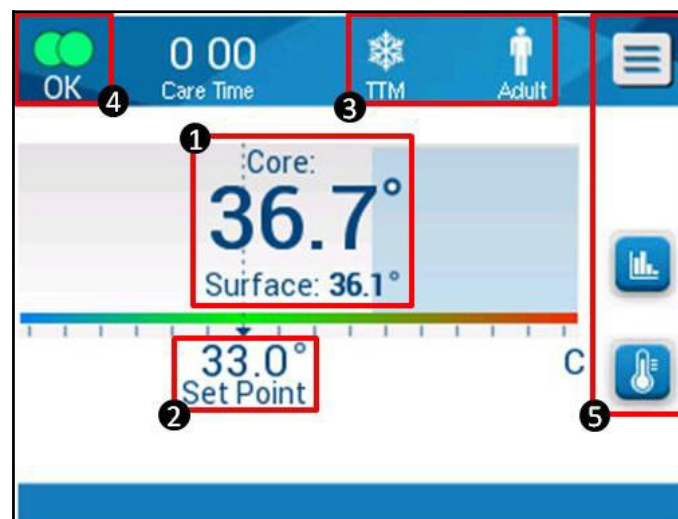 OK
0 00
Care Time
TTM
Adult
4
3
1
Core:
36.7°
Surface: 36.1°
33.0°
Set Point
C
2
5